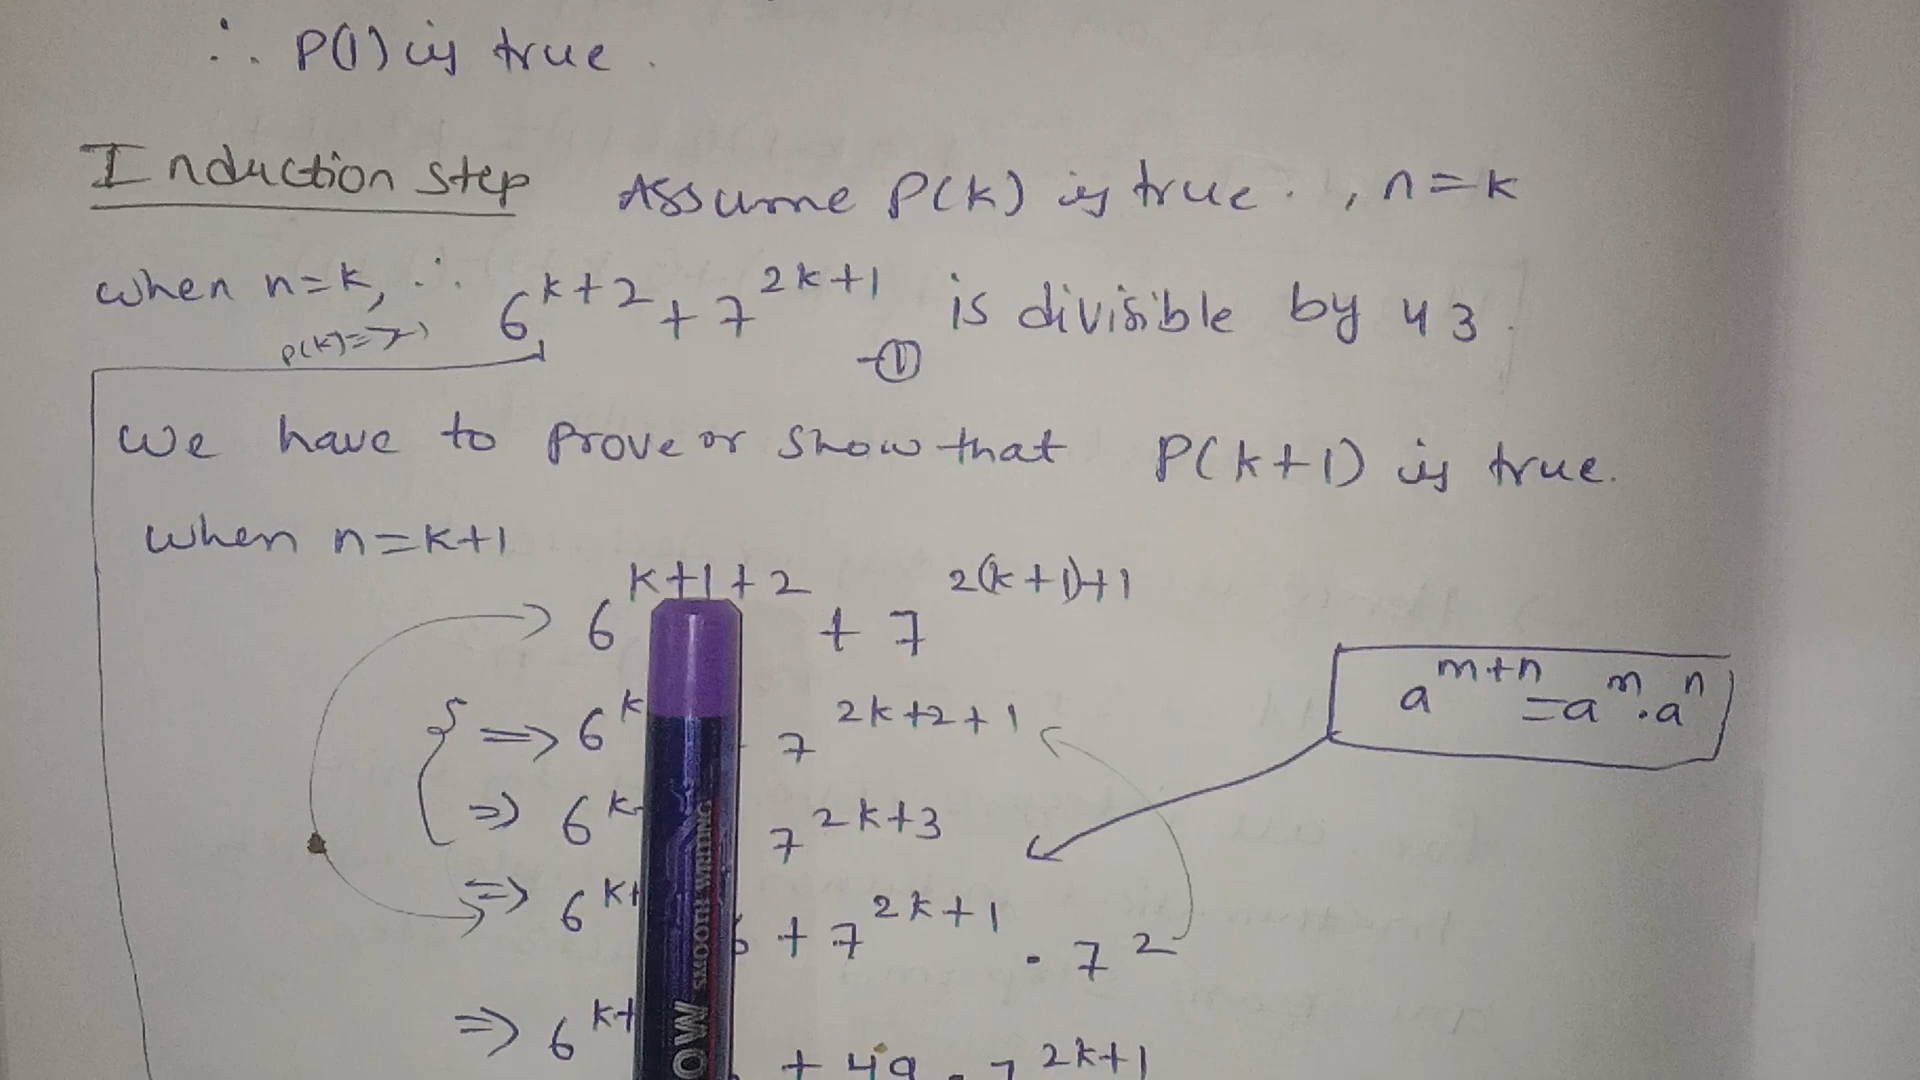 ∴ P(1) is true.
Induction step Assume P(k) is true. , n=k
when n=k, ∴ 6^{k+2} + 7^{2k+1} is divisible by 43.
P(k)=> ①
We have to prove or show that P(k+1) is true.
when n=k+1
6^{k+1+2} + 7^{2(k+1)+1}
a^{m+n} = a^m . a^n
=> 6^k 7^{2k+2+1}
=> 6^k 7^{2k+3}
=> 6^{k+ 6 + 7^{2k+1} . 7^2
=> 6^{k+ + 49 . 7^{2k+1}
OW SMOOTH WRITING